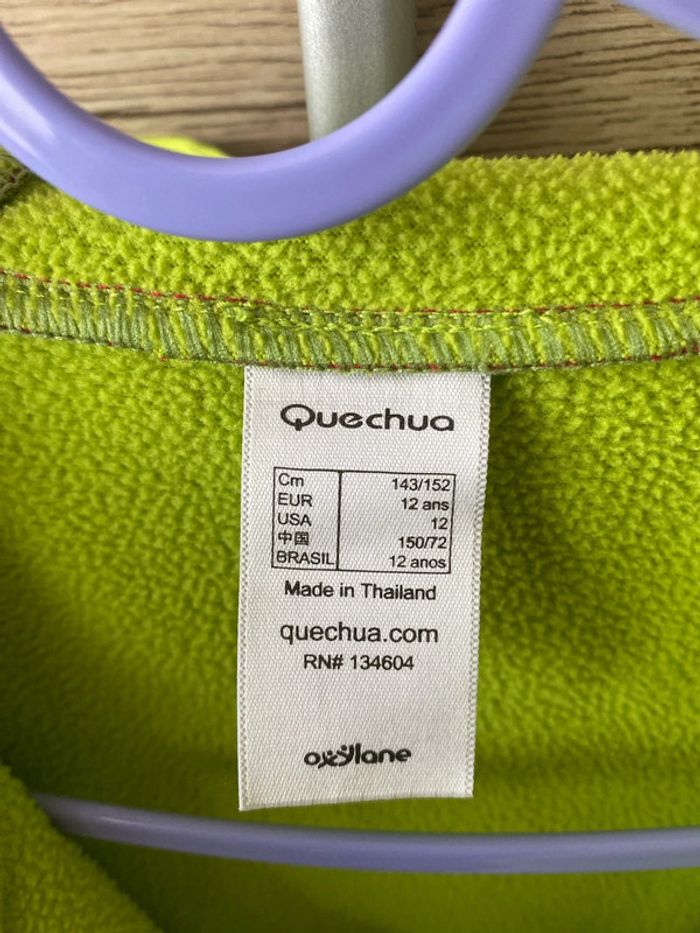 Quechua
Cm 143/152
EUR 12 ans
USA 12
中国 150/72
BRASIL 12 anos
Made in Thailand
quechua.com
RN# 134604
oxylane